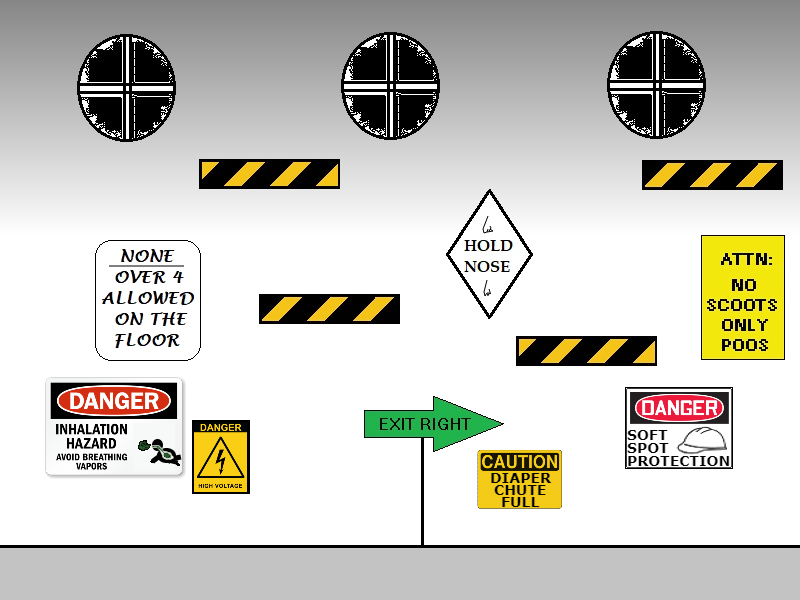 NONE
OVER 4
ALLOWED
ON THE
FLOOR
HOLD
NOSE
ATTN:
NO
SCOOTS
ONLY
POOS
DANGER
INHALATION
HAZARD
AVOID BREATHING
VAPORS
DANGER
HIGH VOLTAGE
EXIT RIGHT
CAUTION
DIAPER
CHUTE
FULL
DANGER
SOFT
SPOT
PROTECTION